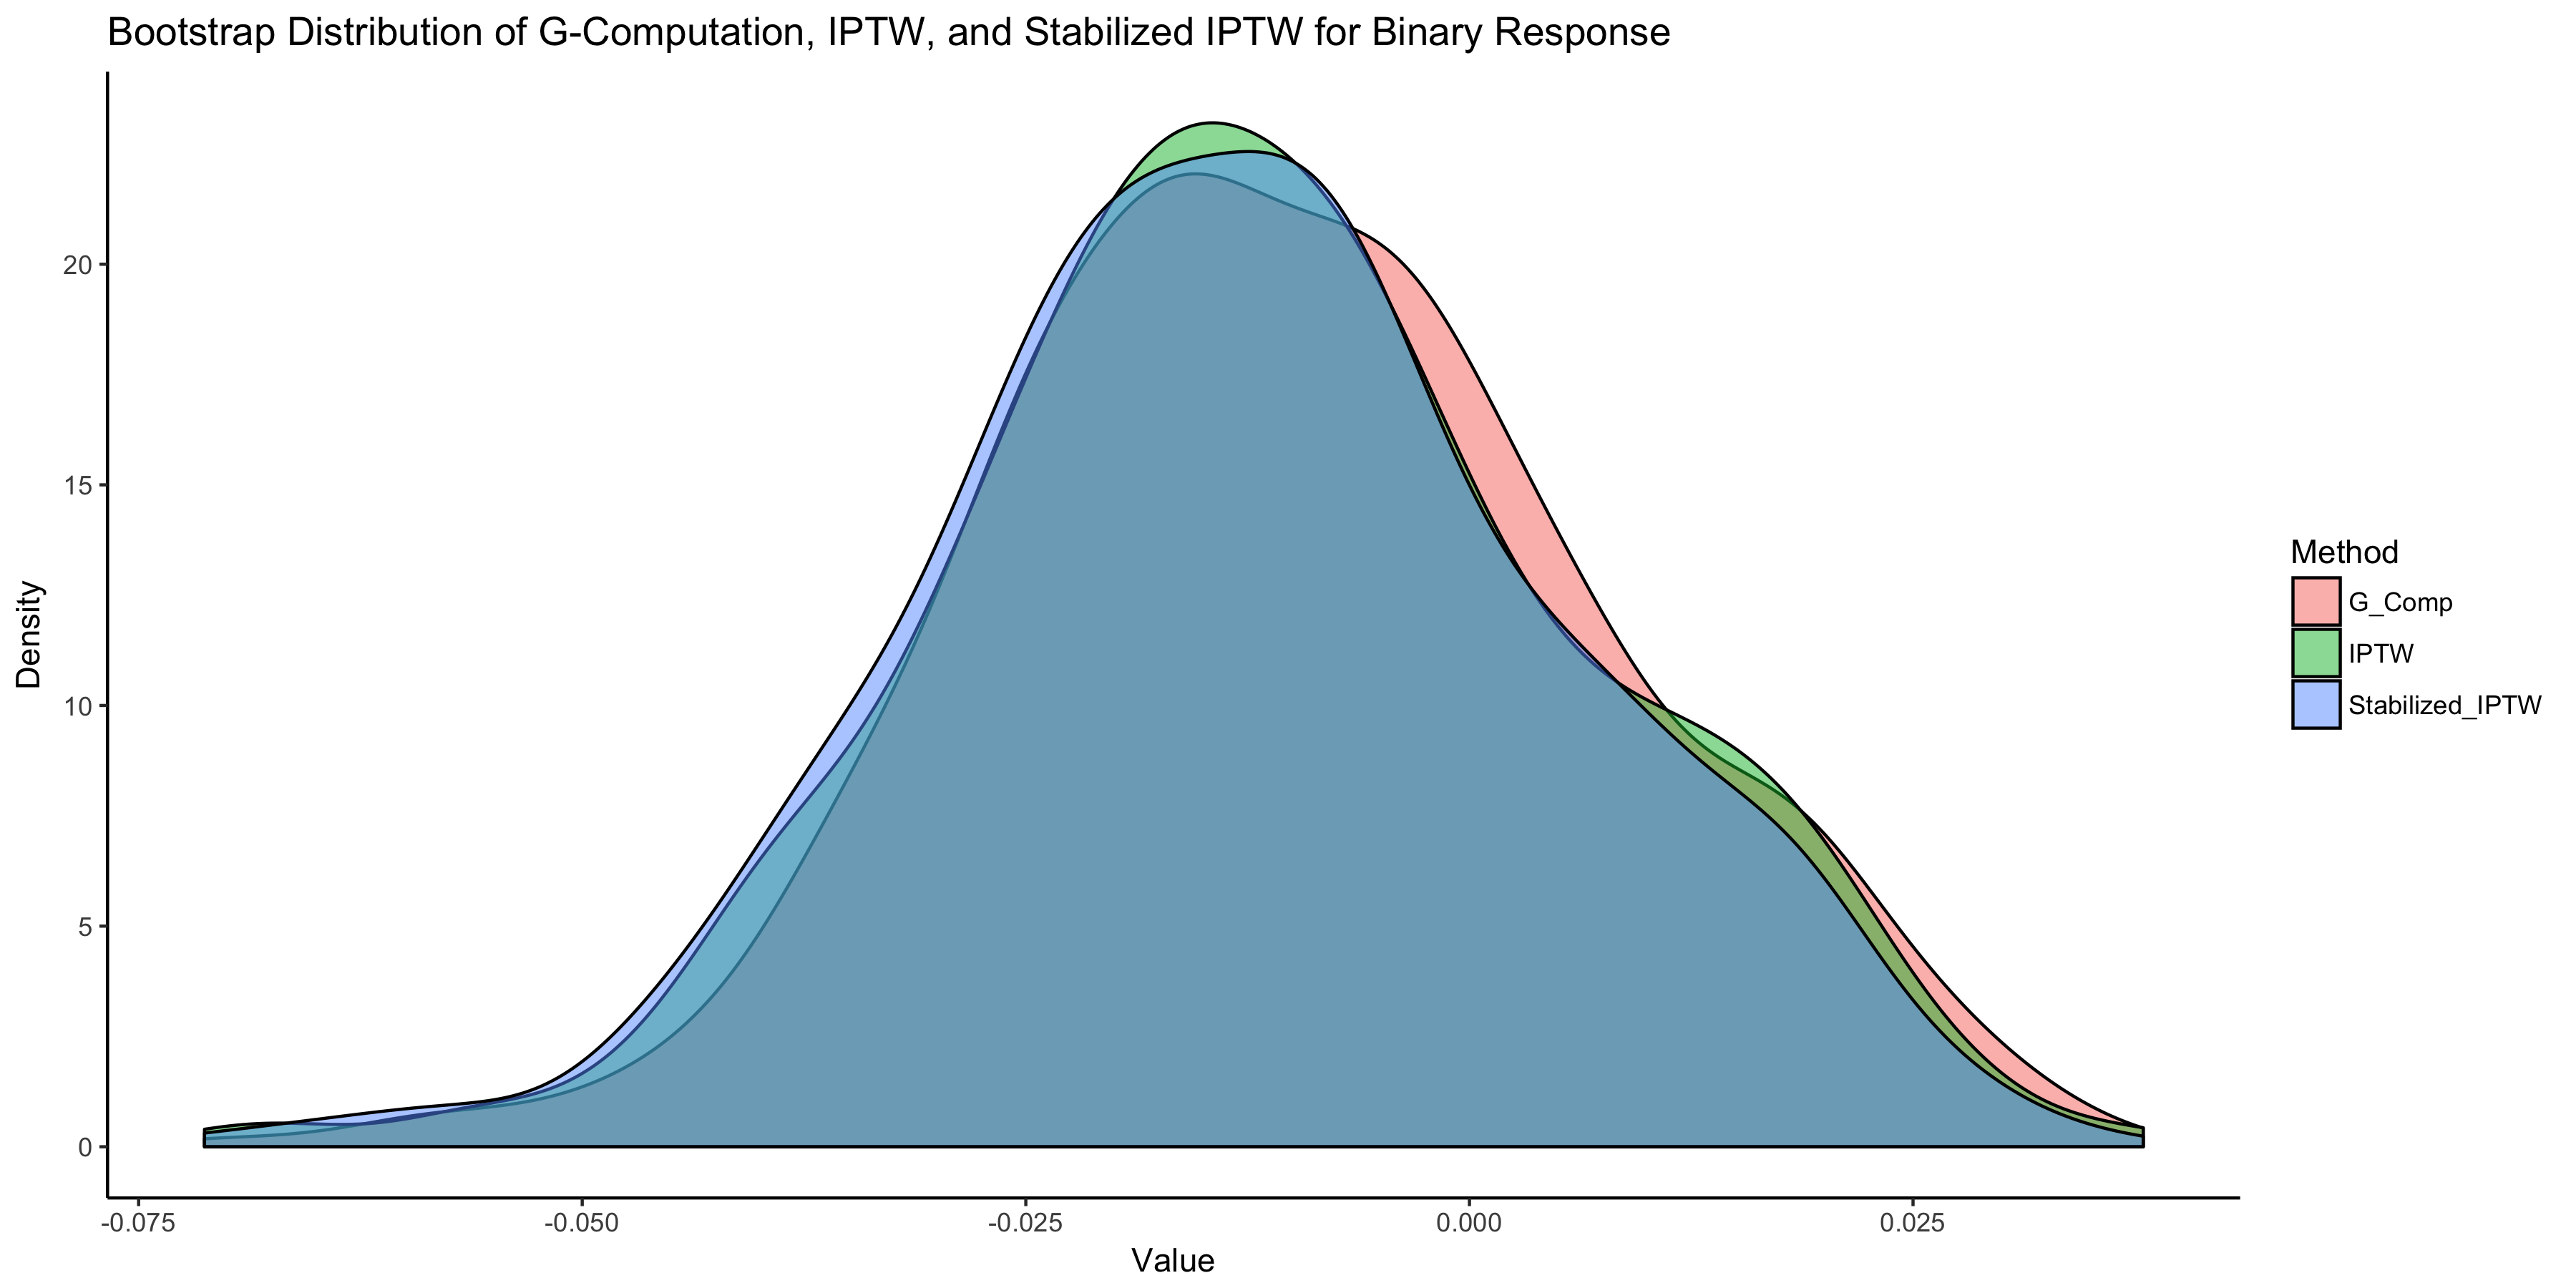 Bootstrap Distribution of G-Computation, IPTW, and Stabilized IPTW for Binary Response
Density
20
15
10
5
0
-0.075
-0.050
-0.025
0.000
0.025
Value
Method
G_Comp
IPTW
Stabilized_IPTW